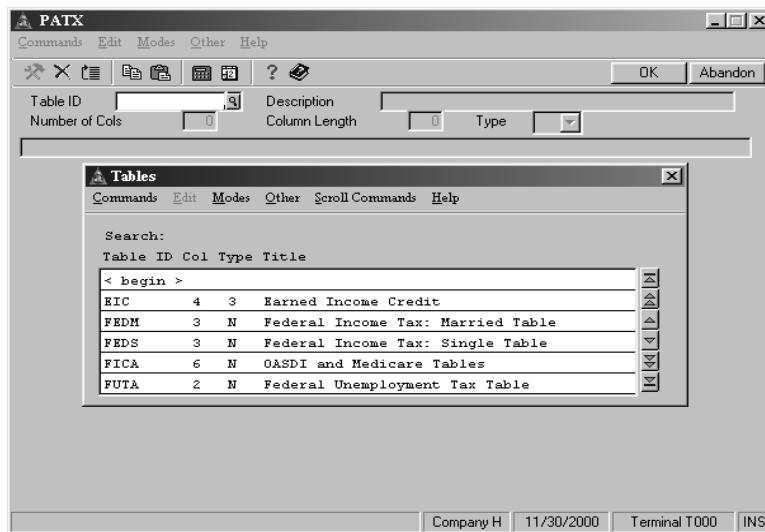 PATX
Commands Edit Modes Other Help
? OK Abandon
Table ID Description
Number of Cols 0 Column Length 0 Type
Tables
Commands Edit Modes Other Scroll Commands Help
Search:
Table ID Col Type Title
< begin >
EIC 4 3 Earned Income Credit
FEDM 3 N Federal Income Tax: Married Table
FEDS 3 N Federal Income Tax: Single Table
FICA 6 N OASDI and Medicare Tables
FUTA 2 N Federal Unemployment Tax Table
Company H 11/30/2000 Terminal T000 INS